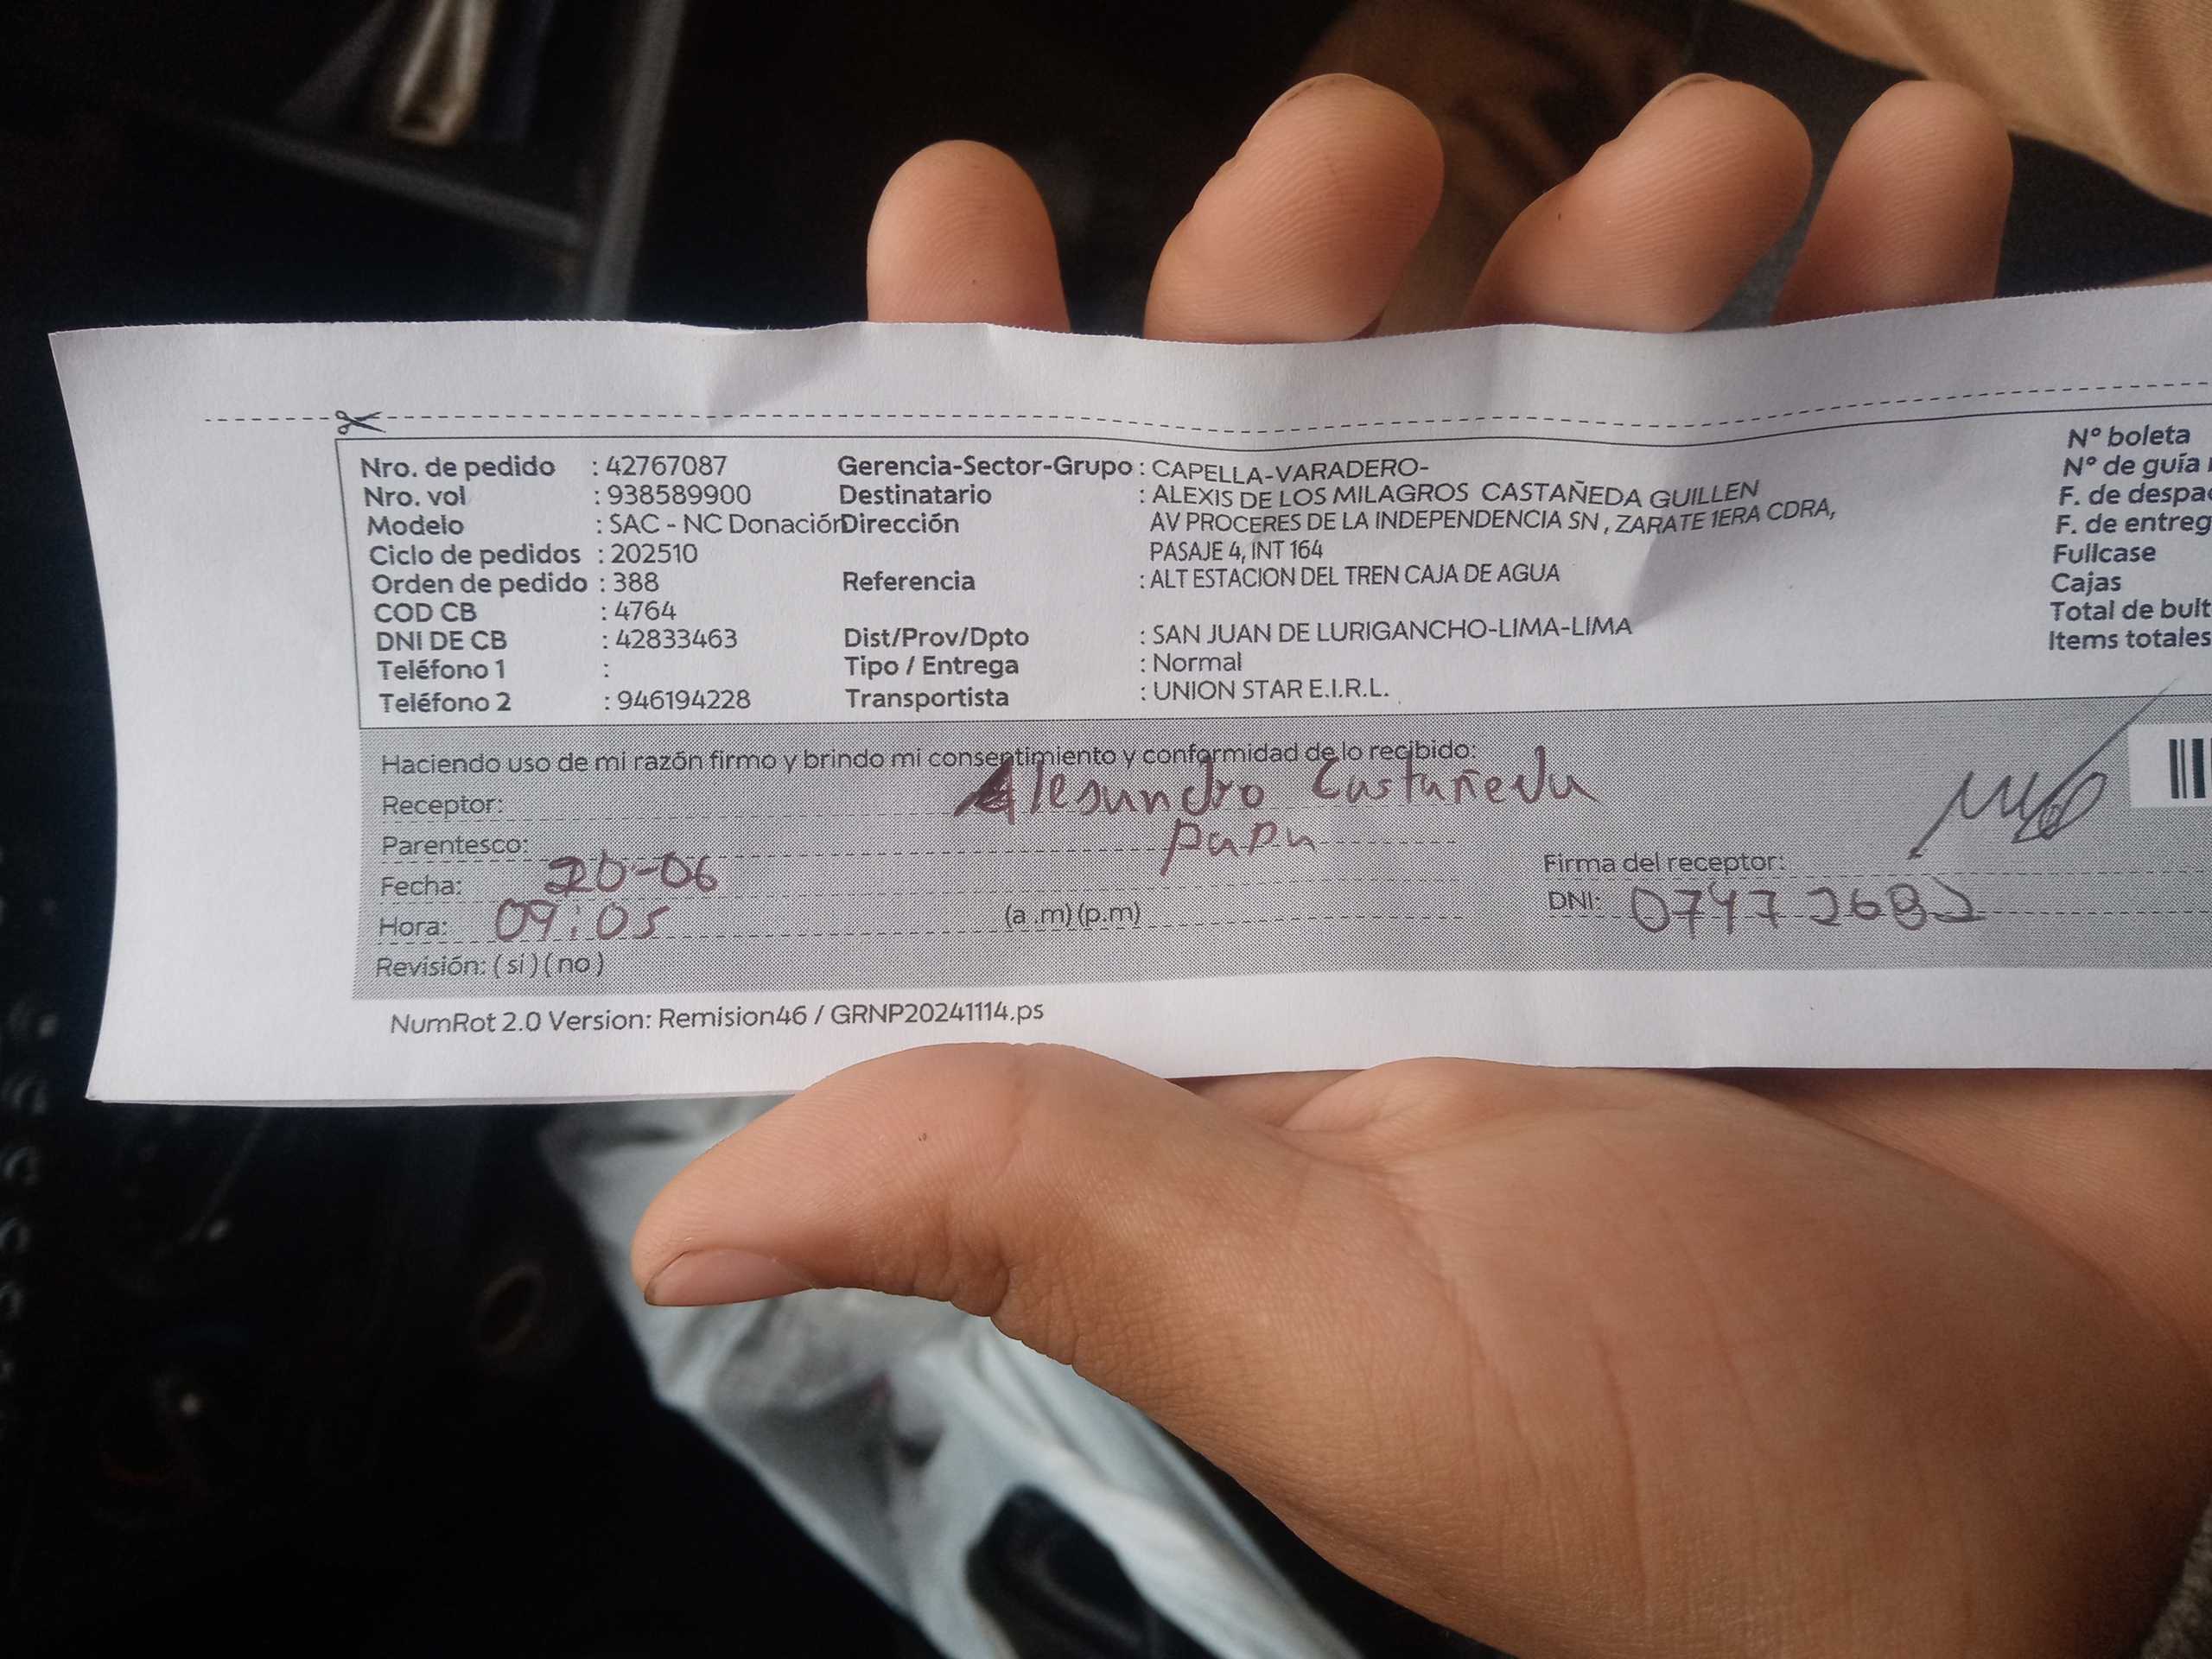 Nro. de pedido : 42767087 Gerencia-Sector-Grupo : CAPELLA-VARADERO- N° boleta
Nro. vol : 938589900 Destinatario : ALEXIS DE LOS MILAGROS CASTAÑEDA GUILLEN N° de guía
Modelo : SAC - NC Donación Dirección AV PROCERES DE LA INDEPENDENCIA SN , ZARATE 1ERA CDRA, F. de despa
Ciclo de pedidos : 202510 PASAJE 4, INT 164 F. de entreg
Orden de pedido : 388 Referencia : ALT ESTACION DEL TREN CAJA DE AGUA Fullcase
COD CB : 4764 Cajas
DNI DE CB : 42833463 Dist/Prov/Dpto : SAN JUAN DE LURIGANCHO-LIMA-LIMA Total de bult
Teléfono 1 : Tipo / Entrega : Normal Items totales
Teléfono 2 : 946194228 Transportista : UNION STAR E.I.R.L.
Haciendo uso de mi razón firmo y brindo mi consentimiento y conformidad de lo recibido:
Receptor: Alesandro Castañeda
Parentesco: papa
Fecha: 20-06 Firma del receptor:
Hora: 09:05 (a .m) (p.m) DNI: 07472682
Revisión: ( si ) ( no )
NumRot 2.0 Version: Remision46 / GRNP20241114.ps